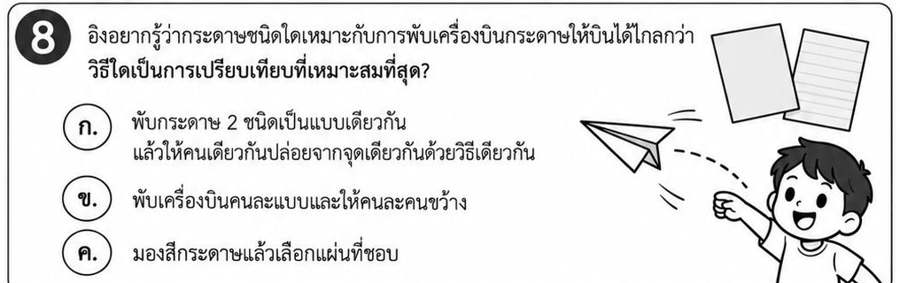 8 อิงอยากรู้ว่ากระดาษชนิดใดเหมาะกับการพับเครื่องบินกระดาษให้บินได้ไกลกว่า
วิธีใดเป็นการเปรียบเทียบที่เหมาะสมที่สุด?
ก. พับกระดาษ 2 ชนิดเป็นแบบเดียวกัน
แล้วให้คนเดียวกันปล่อยจากจุดเดียวกันด้วยวิธีเดียวกัน
ข. พับเครื่องบินคนละแบบและให้คนละคนขว้าง
ค. มองสีกระดาษแล้วเลือกแผ่นที่ชอบ